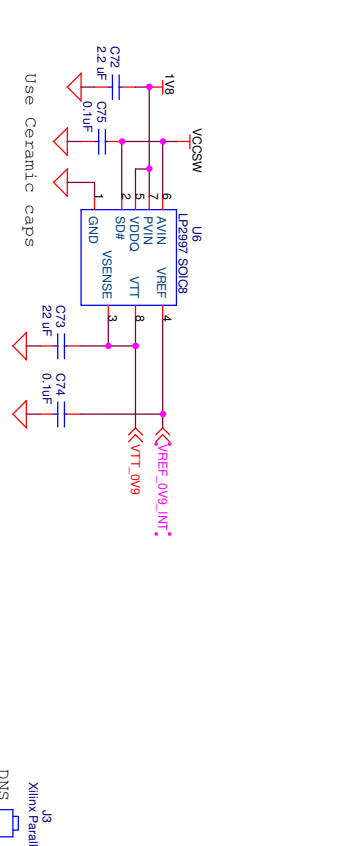 U6
LP2997 SOIC8
1V8
VCCSW
C72
2.2 uF
C75
0.1uF
Use Ceramic caps
6
7
5
2
1
AVIN
PVIN
VDDQ
SD#
GND
VREF
VTT
VSENSE
4
8
3
C73
22 uF
C74
0.1uF
VREF_0V9_INT
VTT_0V9
J3
Xilinx Parall
DNS